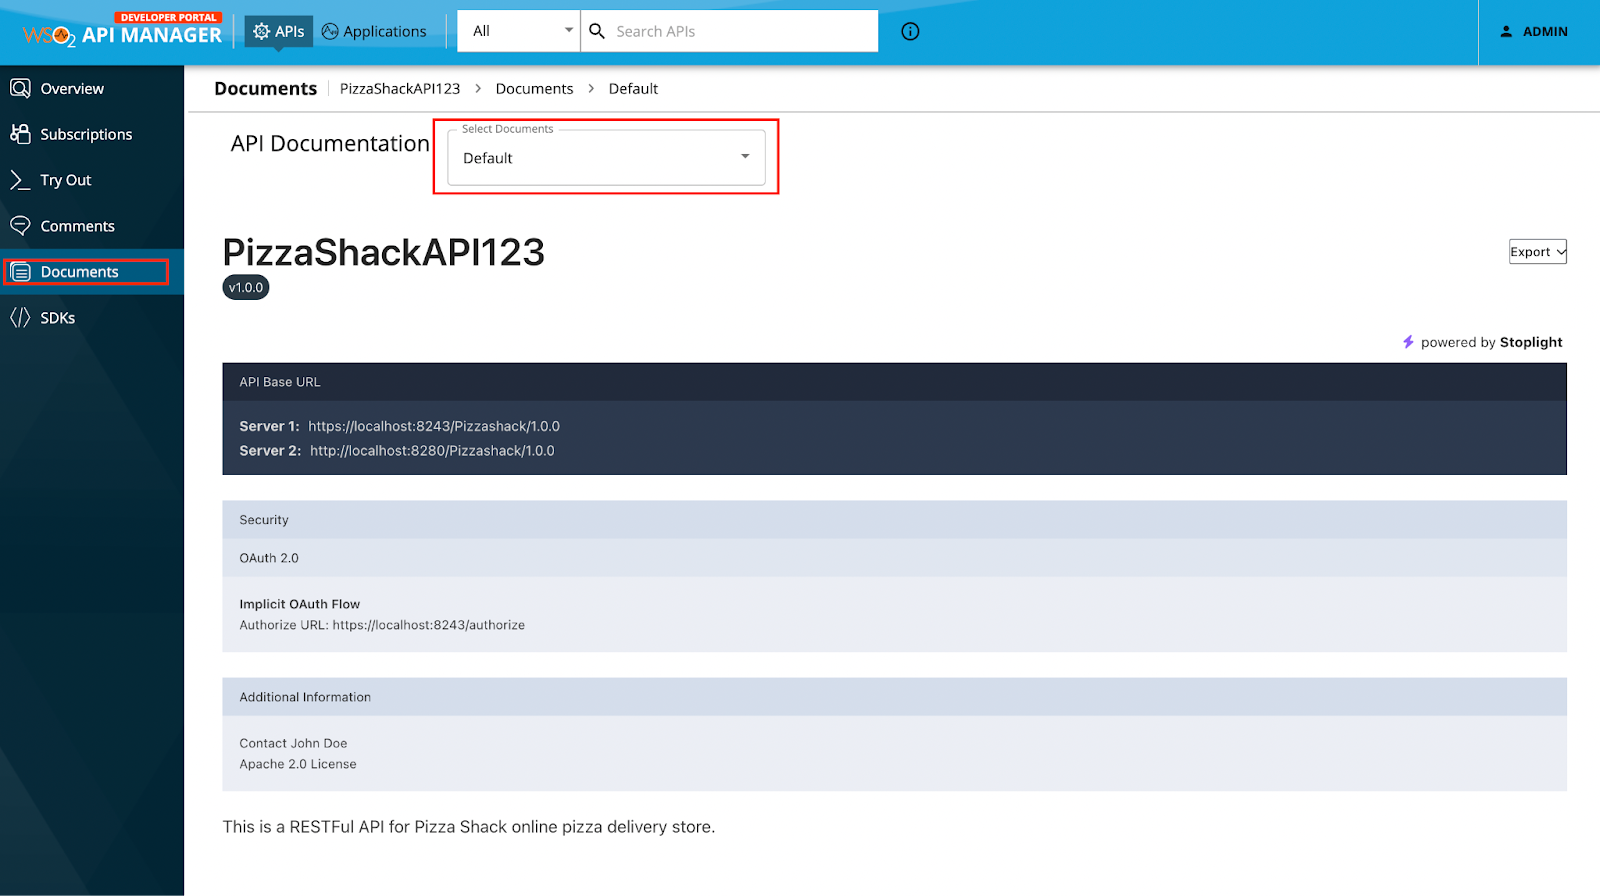 DEVELOPER PORTAL
WSO2 API MANAGER
APIs
Applications
All
Search APIs
ADMIN
Overview
Subscriptions
Try Out
Comments
Documents
SDKs
Documents
PizzaShackAPI123 > Documents > Default
API Documentation
Select Documents
Default
PizzaShackAPI123
v1.0.0
Export
powered by Stoplight
API Base URL
Server 1: https://localhost:8243/Pizzashack/1.0.0
Server 2: http://localhost:8280/Pizzashack/1.0.0
Security
OAuth 2.0
Implicit OAuth Flow
Authorize URL: https://localhost:8243/authorize
Additional Information
Contact John Doe
Apache 2.0 License
This is a RESTFul API for Pizza Shack online pizza delivery store.